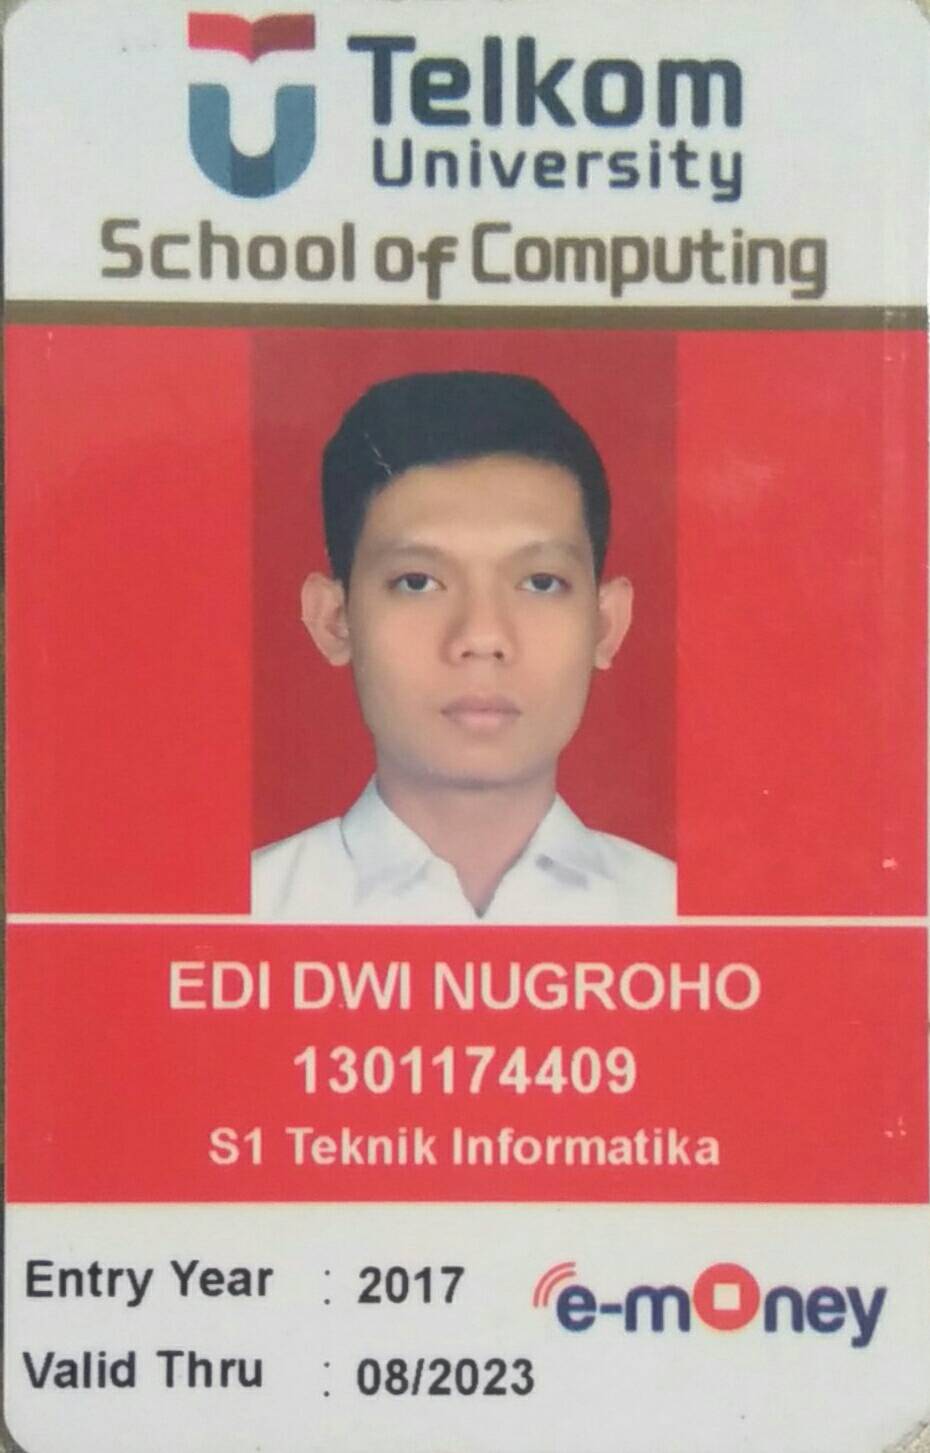 Telkom
University
School of Computing
EDI DWI NUGROHO
1301174409
S1 Teknik Informatika
Entry Year : 2017
e-money
Valid Thru : 08/2023